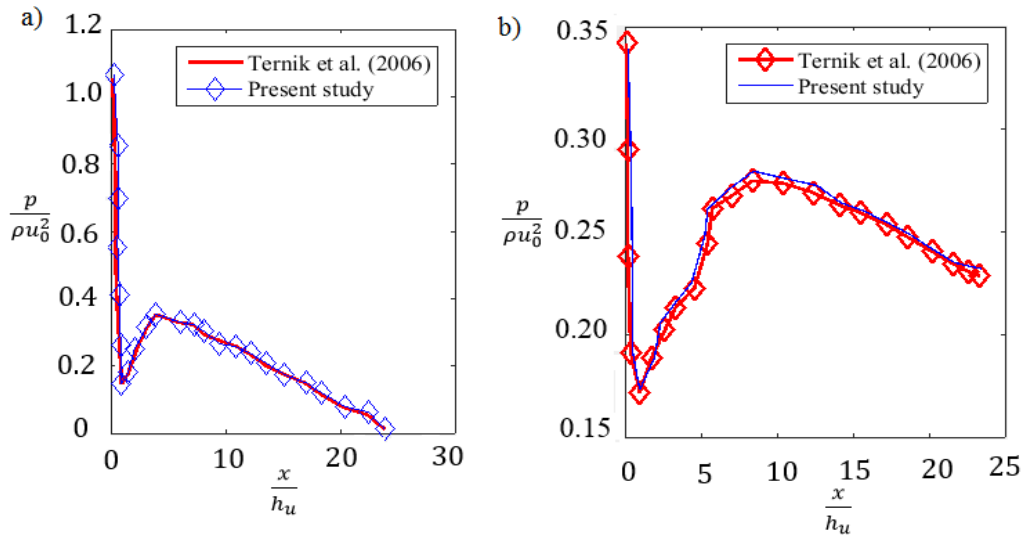 a)
1.2
1.0
0.8
0.6
0.4
0.2
0
p
ρu₀²
Ternik et al. (2006)
Present study
0
10
20
30
x
hᵤ
b)
0.35
0.30
0.25
0.20
0.15
p
ρu₀²
Ternik et al. (2006)
Present study
0
5
10
15
20
25
x
hᵤ